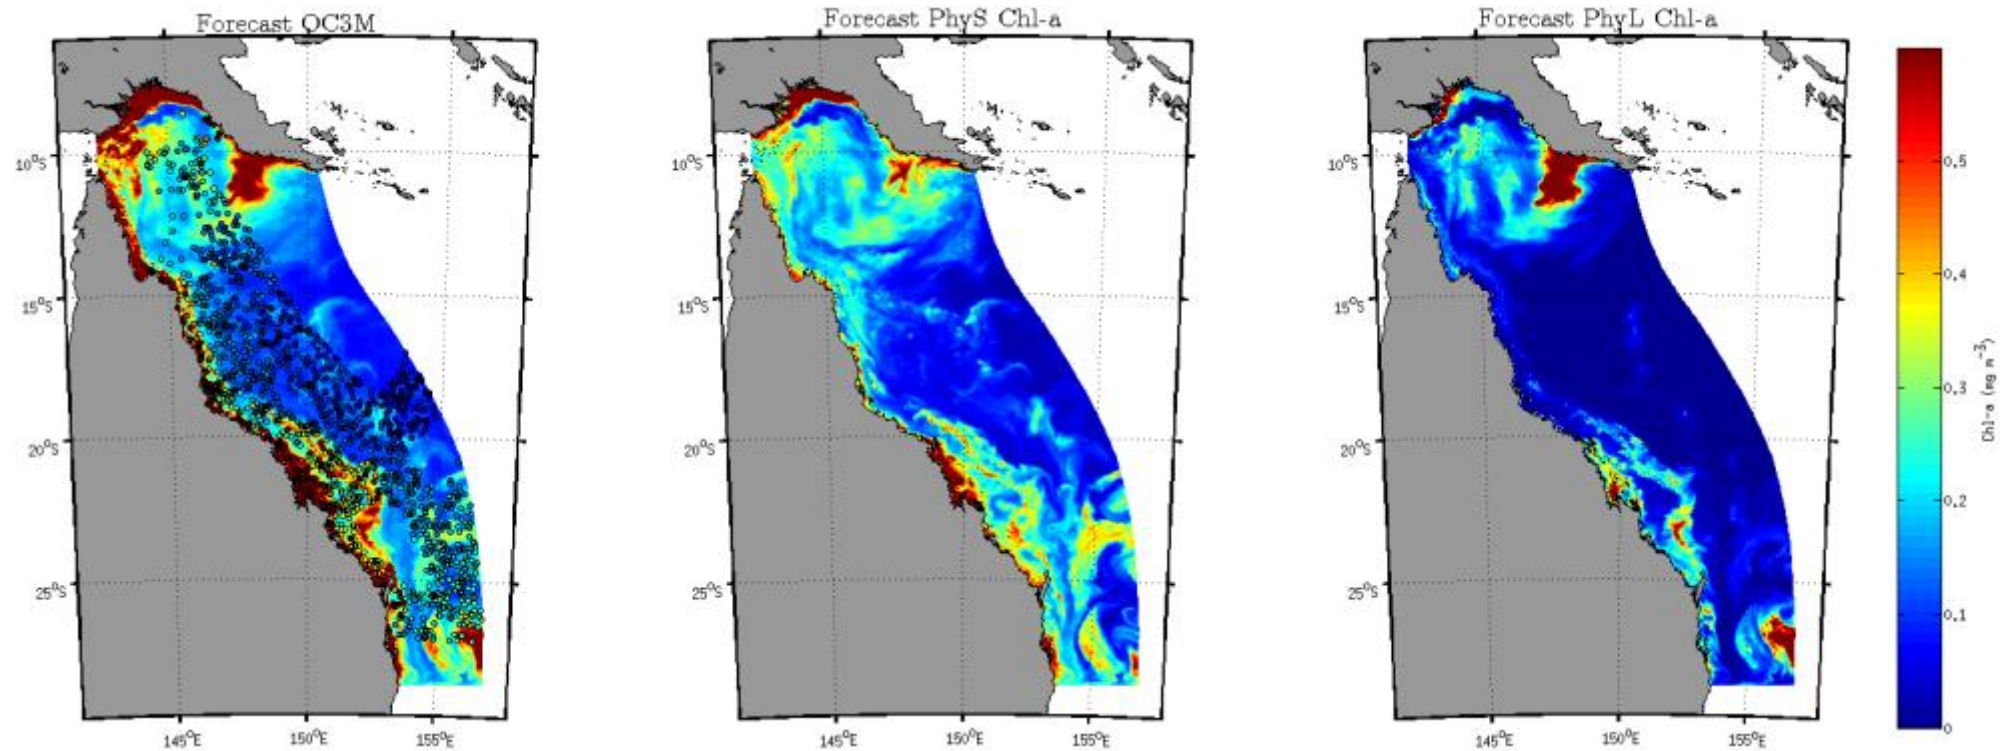 Forecast OC3M
Forecast PhyS Chl-a
Forecast PhyL Chl-a
10°S
15°S
20°S
25°S
145°E
150°E
155°E
10°S
15°S
20°S
25°S
145°E
150°E
155°E
10°S
15°S
20°S
25°S
145°E
150°E
155°E
0.5
0.4
0.3
0.2
0.1
0
Chl-a (mg m⁻³)